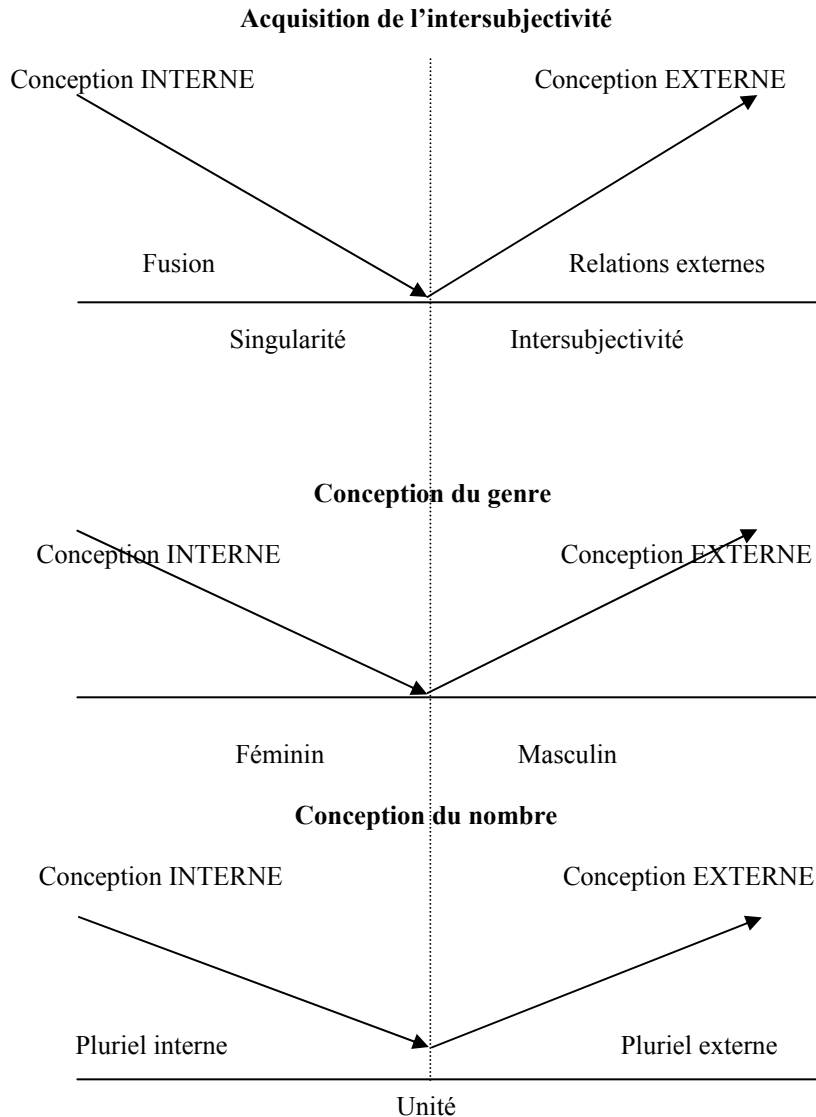 Acquisition de l'intersubjectivité
Conception INTERNE Conception EXTERNE
Fusion Relations externes
Singularité Intersubjectivité
Conception du genre
Conception INTERNE Conception EXTERNE
Féminin Masculin
Conception du nombre
Conception INTERNE Conception EXTERNE
Pluriel interne Pluriel externe
Unité